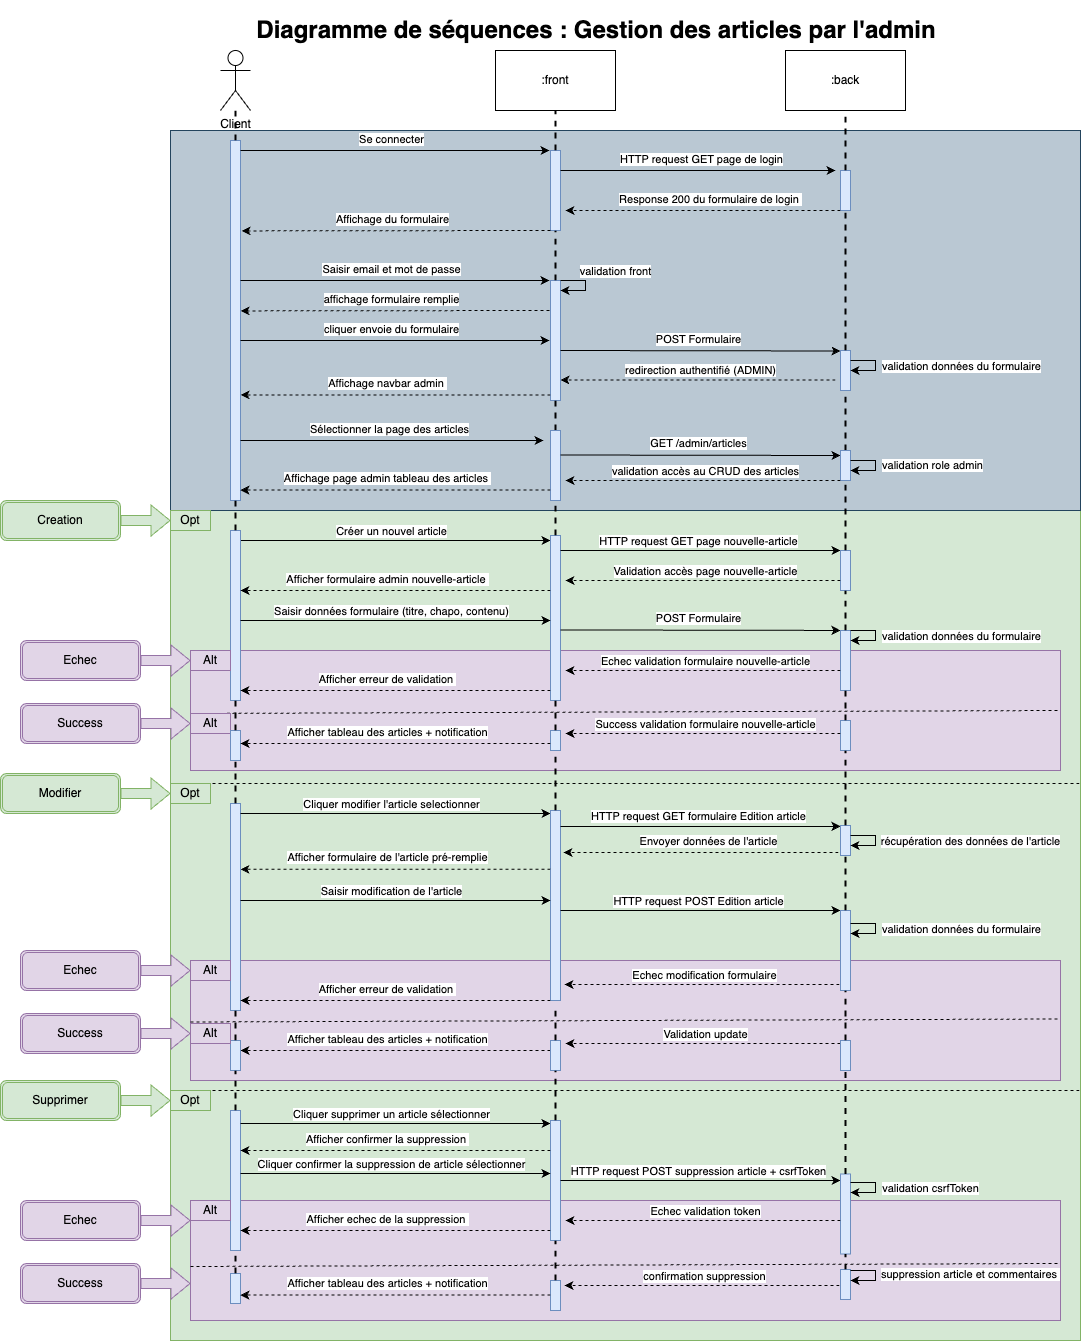 Diagramme de séquences : Gestion des articles par l'admin
:front
:back
Client
Se connecter
HTTP request GET page de login
Response 200 du formulaire de login
Affichage du formulaire
Saisir email et mot de passe
validation front
affichage formulaire remplie
cliquer envoie du formulaire
POST Formulaire
validation données du formulaire
redirection authentifié (ADMIN)
Affichage navbar admin
Sélectionner la page des articles
GET /admin/articles
validation role admin
validation accès au CRUD des articles
Affichage page admin tableau des articles
Creation
Opt
Créer un nouvel article
HTTP request GET page nouvelle-article
Validation accès page nouvelle-article
Afficher formulaire admin nouvelle-article
Saisir données formulaire (titre, chapo, contenu)
POST Formulaire
validation données du formulaire
Echec
Alt
Echec validation formulaire nouvelle-article
Afficher erreur de validation
Success
Alt
Success validation formulaire nouvelle-article
Afficher tableau des articles + notification
Modifier
Opt
Cliquer modifier l'article selectionner
HTTP request GET formulaire Edition article
Envoyer données de l'article
récupération des données de l'article
Afficher formulaire de l'article pré-remplie
Saisir modification de l'article
HTTP request POST Edition article
validation données du formulaire
Echec
Alt
Echec modification formulaire
Afficher erreur de validation
Success
Alt
Validation update
Afficher tableau des articles + notification
Supprimer
Opt
Cliquer supprimer un article sélectionner
Afficher confirmer la suppression
Cliquer confirmer la suppression de article sélectionner
HTTP request POST suppression article + csrfToken
validation csrfToken
Echec
Alt
Echec validation token
Afficher echec de la suppression
Success
confirmation suppression
suppression article et commentaires
Afficher tableau des articles + notification